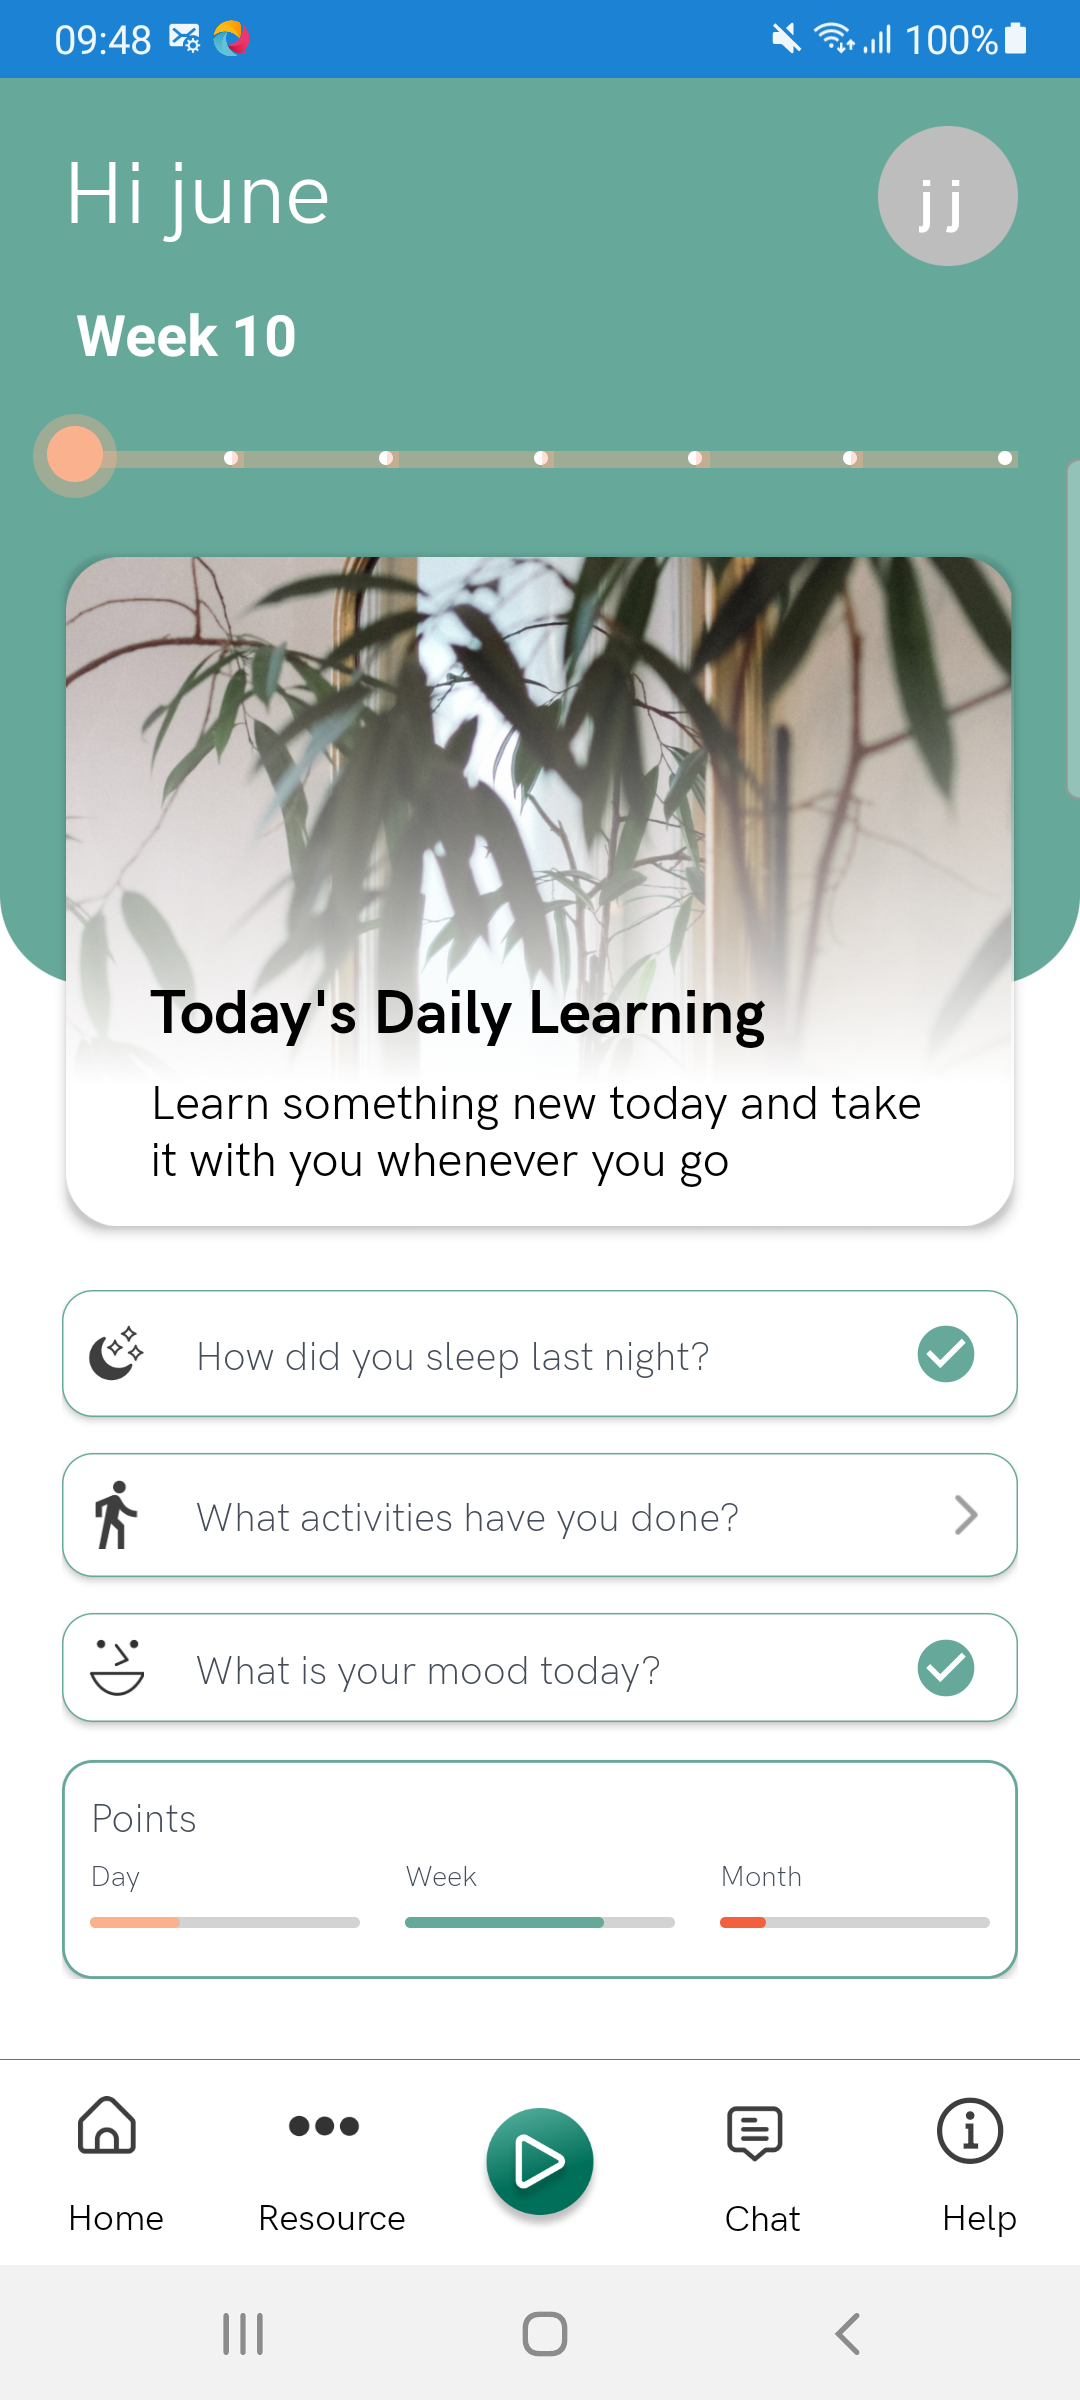 09:48
100%
Hi june
jj
Week 10
Today's Daily Learning
Learn something new today and take
it with you whenever you go
How did you sleep last night?
What activities have you done?
What is your mood today?
Points
Day Week Month
Home Resource Chat Help